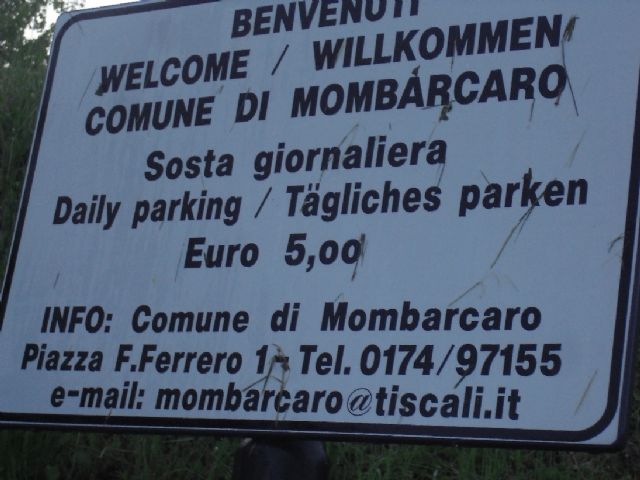 BENVENUTI
WELCOME / WILLKOMMEN
COMUNE DI MOMBARCARO
Sosta giornaliera
Daily parking / Tägliches parken
Euro 5,00
INFO: Comune di Mombarcaro
Piazza F.Ferrero 1 - Tel. 0174/97155
e-mail: mombarcaro@tiscali.it